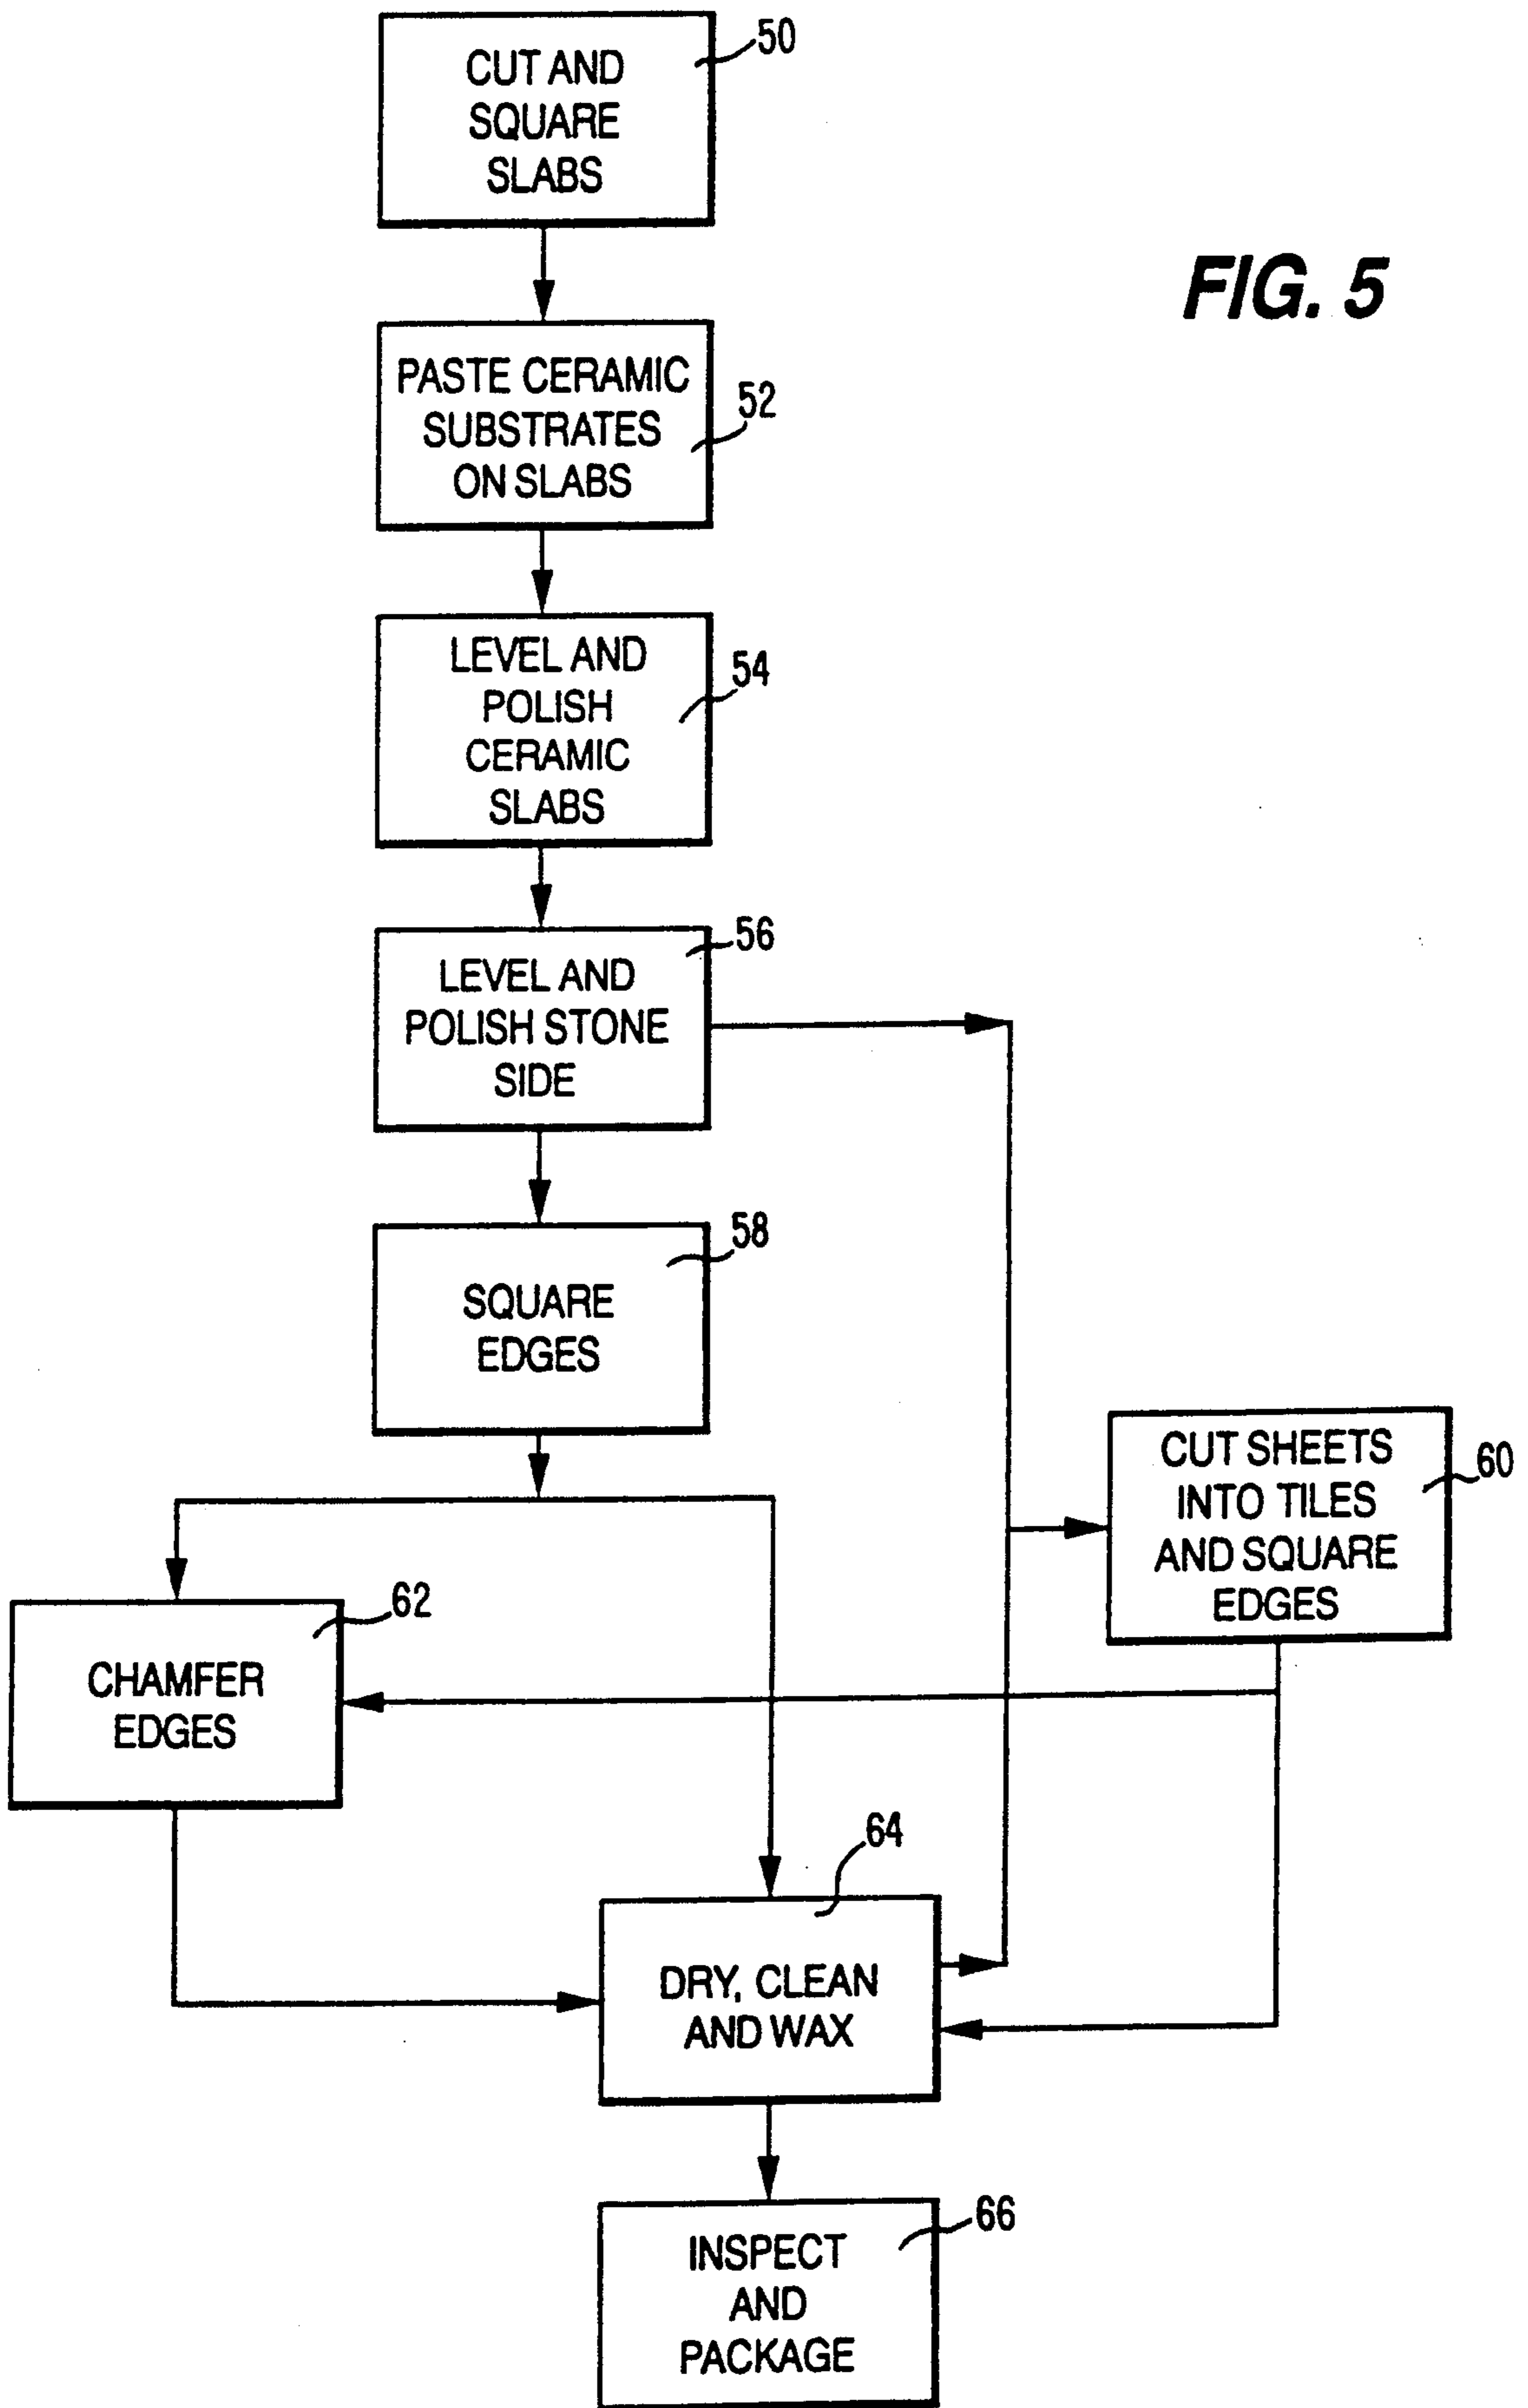 50
CUT AND
SQUARE
SLABS
FIG. 5
PASTE CERAMIC
SUBSTRATES
ON SLABS
52
LEVEL AND
POLISH
CERAMIC
SLABS
54
56
LEVEL AND
POLISH STONE
SIDE
58
SQUARE
EDGES
CUT SHEETS
INTO TILES
AND SQUARE
EDGES
60
62
CHAMFER
EDGES
64
DRY, CLEAN
AND WAX
66
INSPECT
AND
PACKAGE